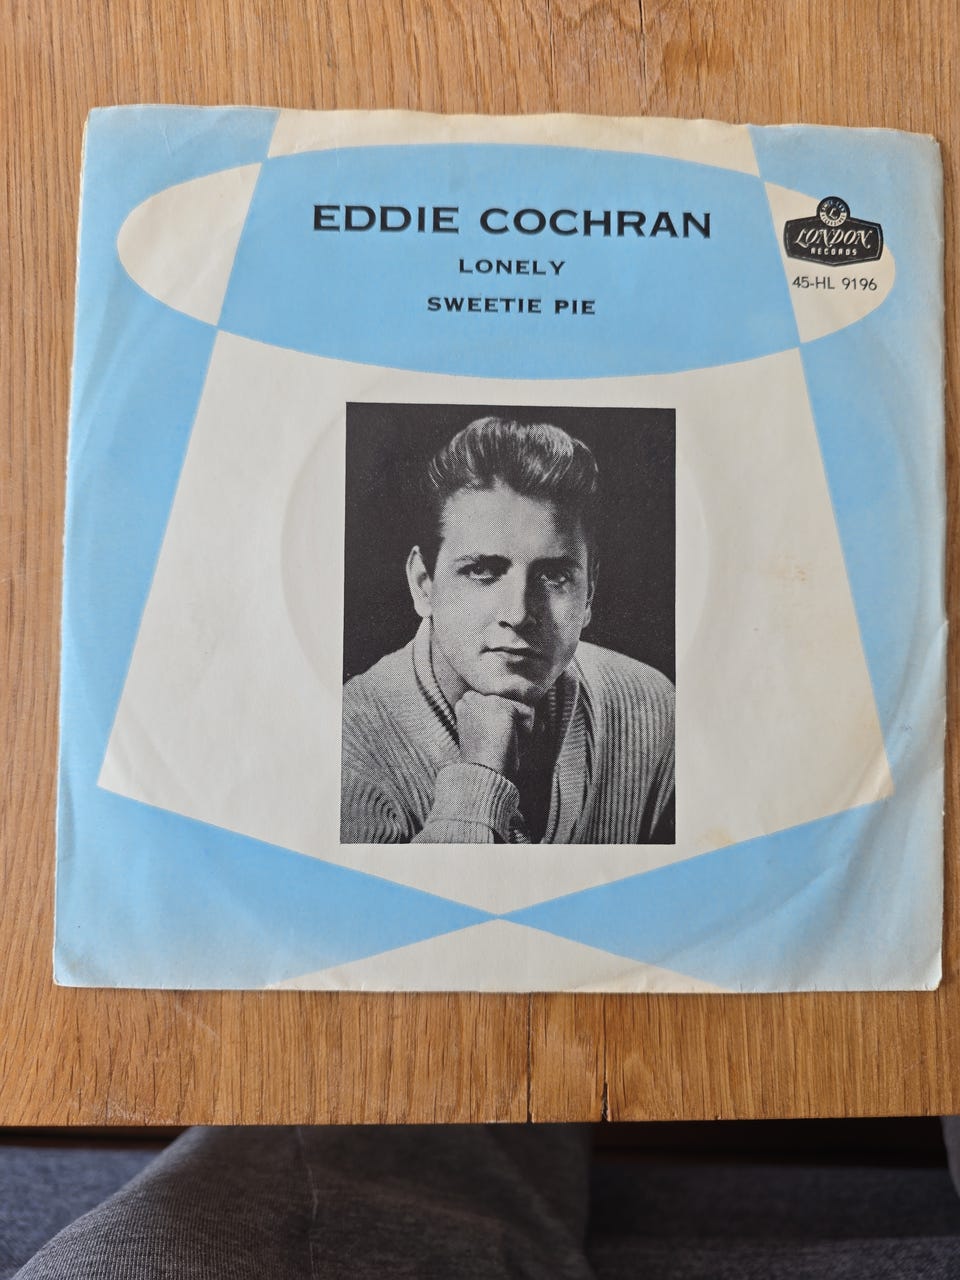 EDDIE COCHRAN
LONELY
SWEETIE PIE
LONDON
RECORDS
45-HL 9196